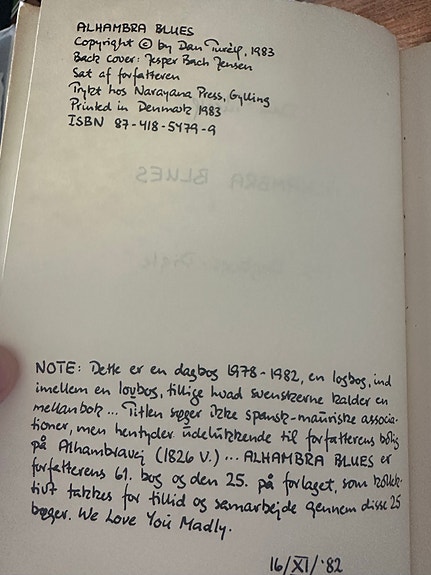 ALHAMBRA BLUES
Copyright © by Dan Turèll, 1983
Back cover: Jesper Bach Jensen
Sat af forfatteren
Trykt hos Narayana Press, Gylling
Printed in Denmark 1983
ISBN 87-418-5479-9
ALHAMBRA BLUES
NOTE: Dette er en dagbog 1978-1982, en logbog, ind
imellem en lovbog, tillige hvad svenskerne kalder en
mellanbok... Titlen søger ikke spansk-mauriske associa-
tioner, men hentyder udelukkende til forfatterens bolig
på Alhambravej (1826 V.)... ALHAMBRA BLUES er
forfatterens 61. bog og den 25. på forlaget, som kollek-
tivt takkes for tillid og samarbejde gennem disse 25
bøger. We Love You Madly.
16/XI/'82